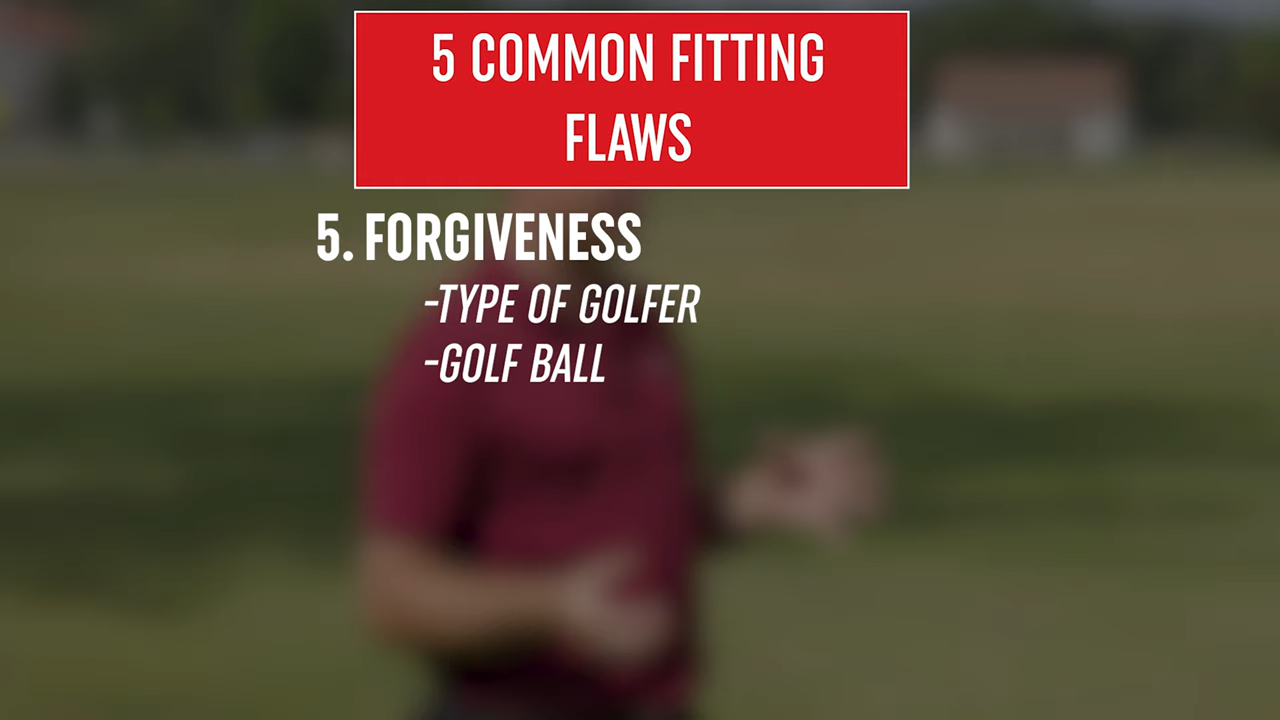 5 COMMON FITTING
FLAWS
5. FORGIVENESS
-TYPE OF GOLFER
-GOLF BALL